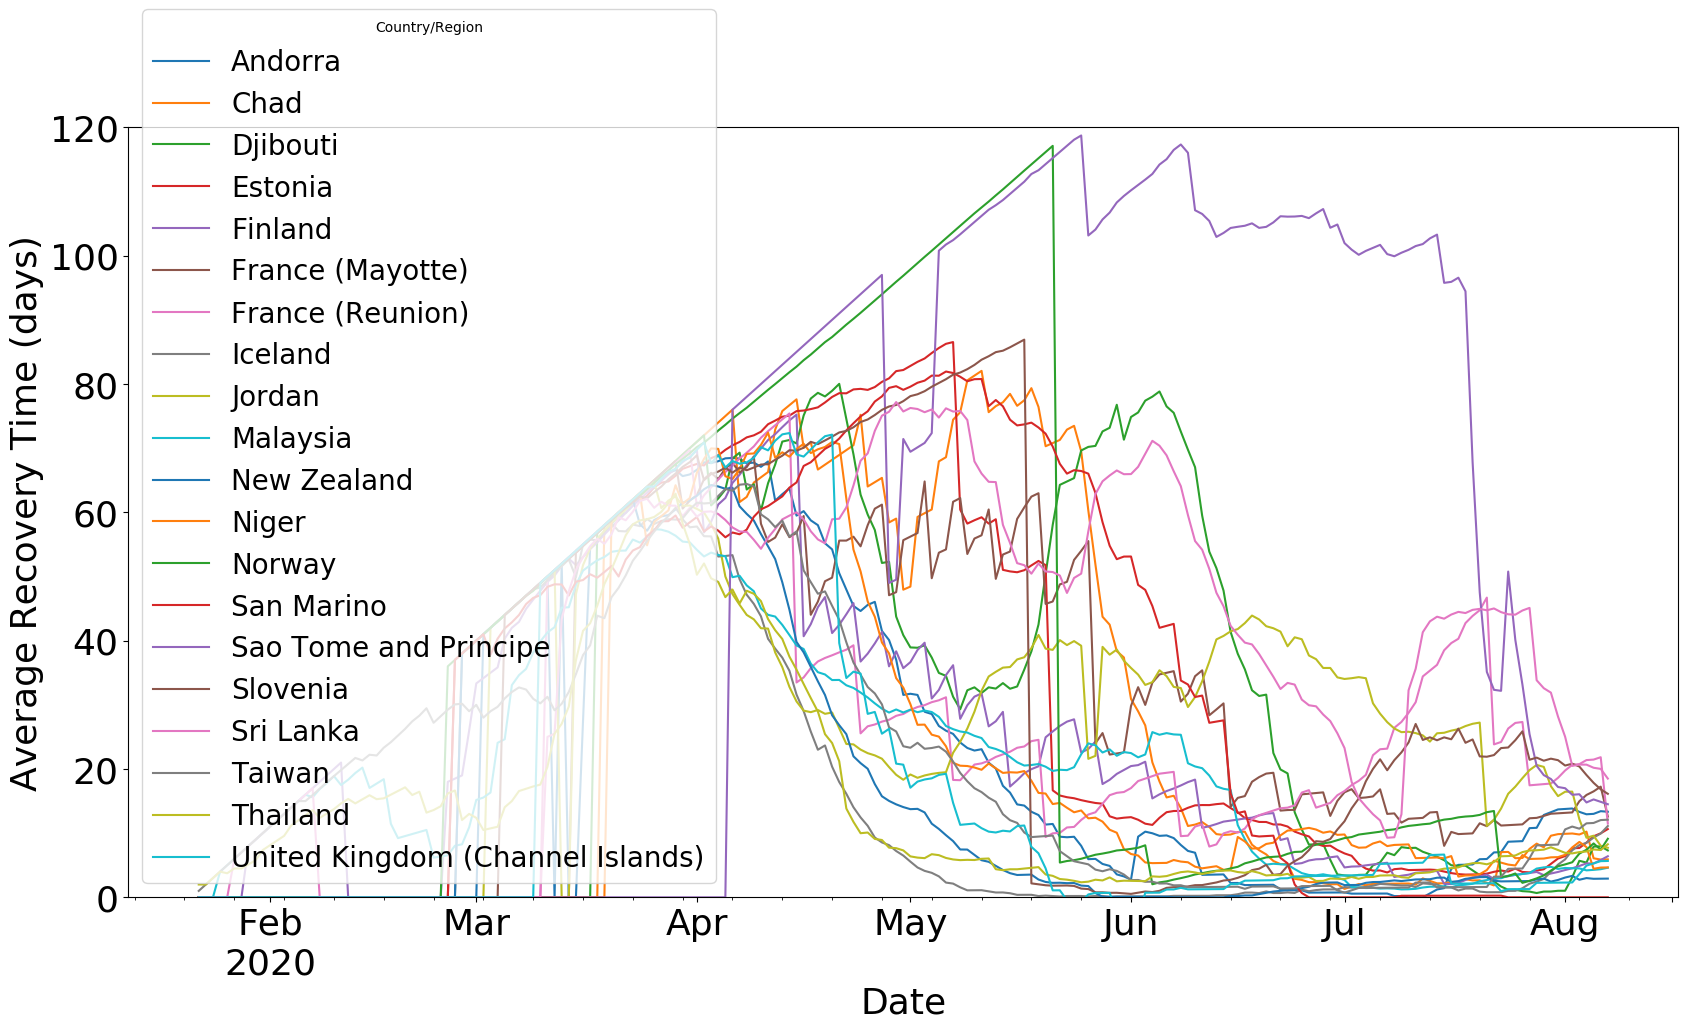 Country/Region
Andorra
Chad
Djibouti
Estonia
Finland
France (Mayotte)
France (Reunion)
Iceland
Jordan
Malaysia
New Zealand
Niger
Norway
San Marino
Sao Tome and Principe
Slovenia
Sri Lanka
Taiwan
Thailand
United Kingdom (Channel Islands)
120
100
80
60
40
20
0
Average Recovery Time (days)
Feb Mar Apr May Jun Jul Aug
2020
Date